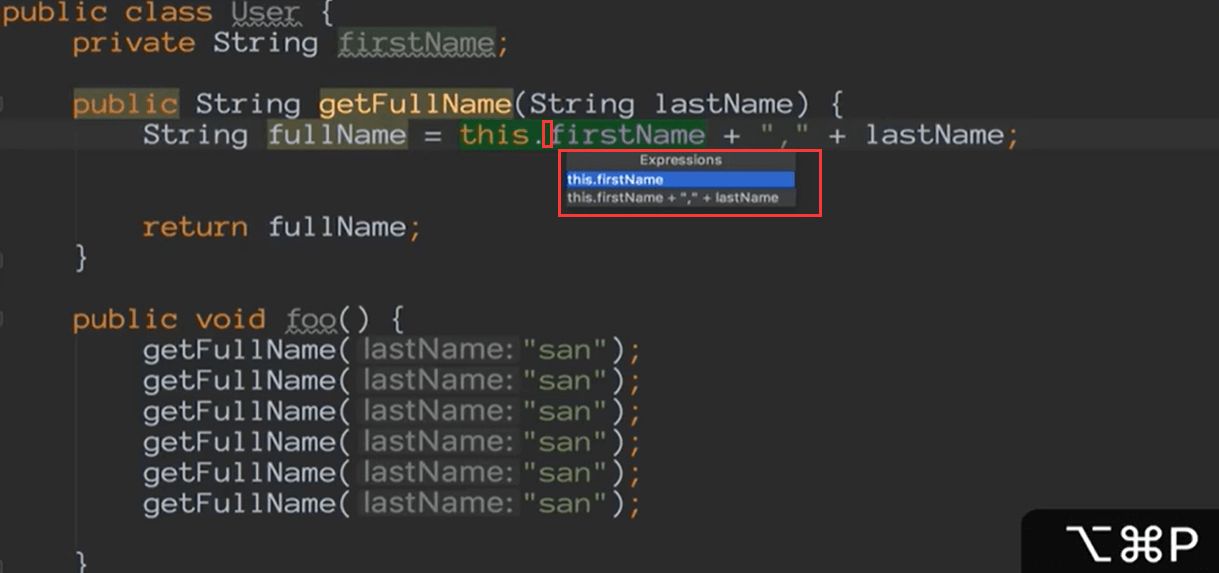 public class User {
private String firstName;
public String getFullName(String lastName) {
String fullName = this.firstName + "," + lastName;
Expressions
this.firstName
this.firstName + "," + lastName
return fullName;
}
public void foo() {
getFullName( lastName: "san");
getFullName( lastName: "san");
getFullName( lastName: "san");
getFullName( lastName: "san");
getFullName( lastName: "san");
getFullName( lastName: "san");
}
⌥⌘P